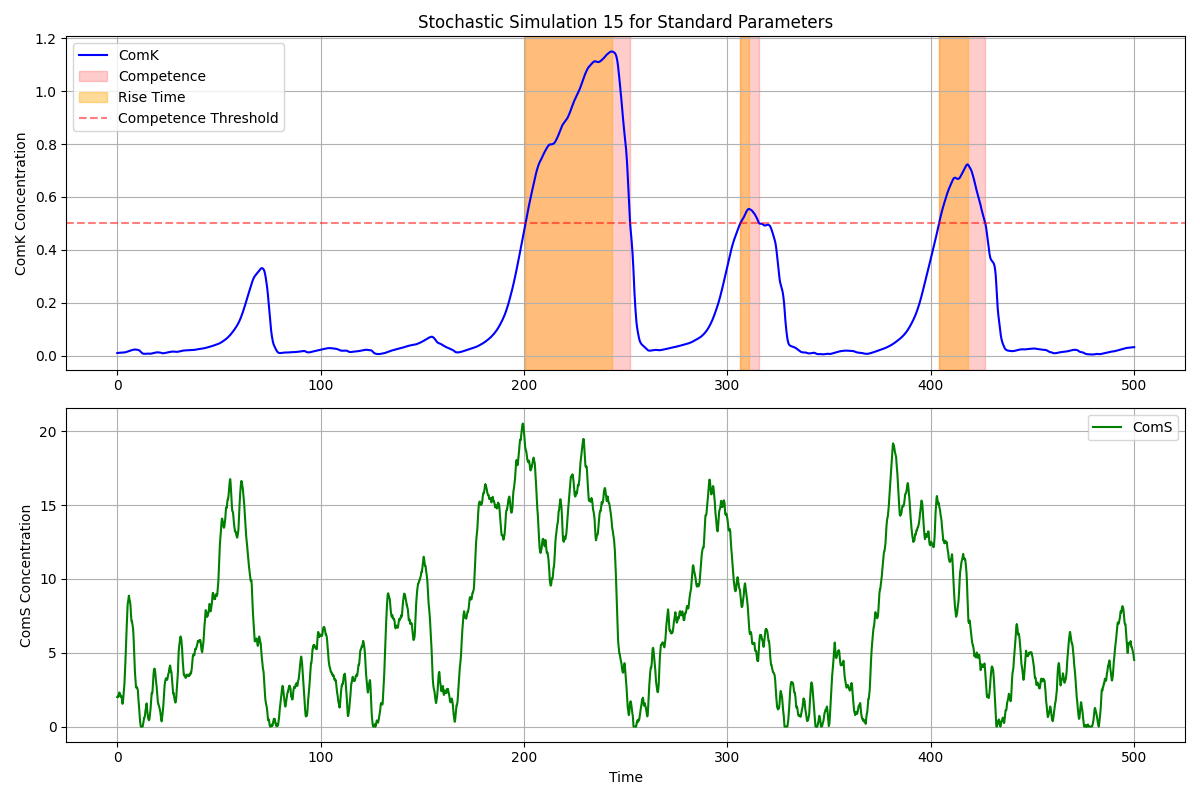 Stochastic Simulation 15 for Standard Parameters
ComK Concentration
1.2
1.0
0.8
0.6
0.4
0.2
0.0
ComK
Competence
Rise Time
Competence Threshold
0 100 200 300 400 500
ComS Concentration
20
15
10
5
0
ComS
0 100 200 300 400 500
Time